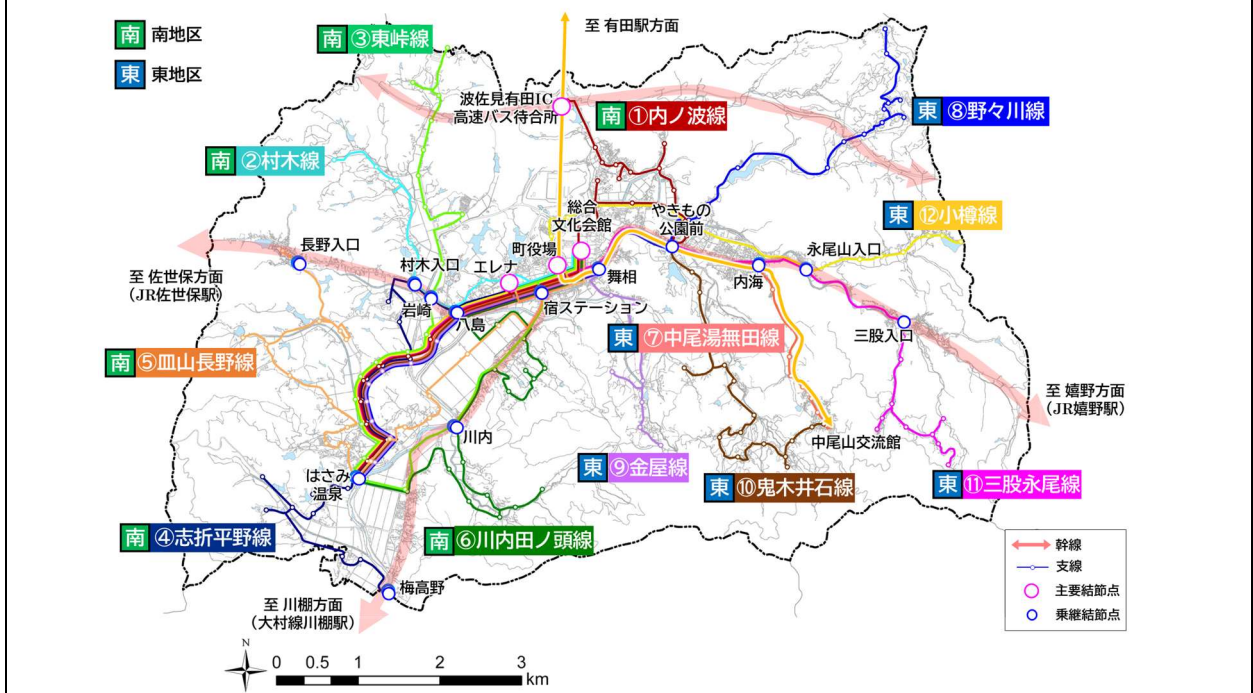 南 南地区
東 東地区
南 ③東峠線
至 有田駅方面
波佐見有田IC
高速バス待合所
南 ①内ノ波線
東 ⑧野々川線
南 ②村木線
東 ⑫小樽線
総合
文化会館
やきもの
公園前
長野入口
町役場
永尾山入口
村木入口
エレナ
舞相
内海
至 佐世保方面
(JR佐世保駅)
岩崎
八島
宿ステーション
三股入口
東 ⑦中尾湯無田線
南 ⑤皿山長野線
至 嬉野方面
(JR嬉野駅)
川内
中尾山交流館
はさみ
温泉
東 ⑨金屋線
東 ⑩鬼木井石線
東 ⑪三股永尾線
南 ④志折平野線
南 ⑥川内田ノ頭線
梅高野
至 川棚方面
(大村線川棚駅)
幹線
支線
主要結節点
乗継結節点
N
0 0.5 1 2 3
km